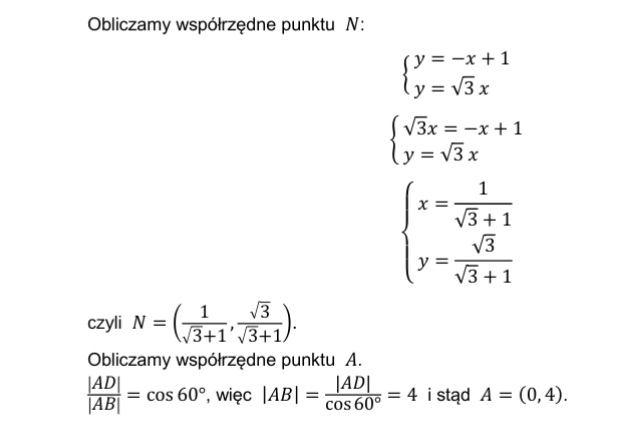 Obliczamy współrzędne punktu N:
{ y = −x + 1
y = √3 x
{ √3x = −x + 1
y = √3 x
{ x = 1/(√3 + 1)
y = √3/(√3 + 1)
czyli N = (1/(√3+1), √3/(√3+1)).
Obliczamy współrzędne punktu A.
|AD|/|AB| = cos 60°, więc |AB| = |AD|/cos 60° = 4 i stąd A = (0, 4).